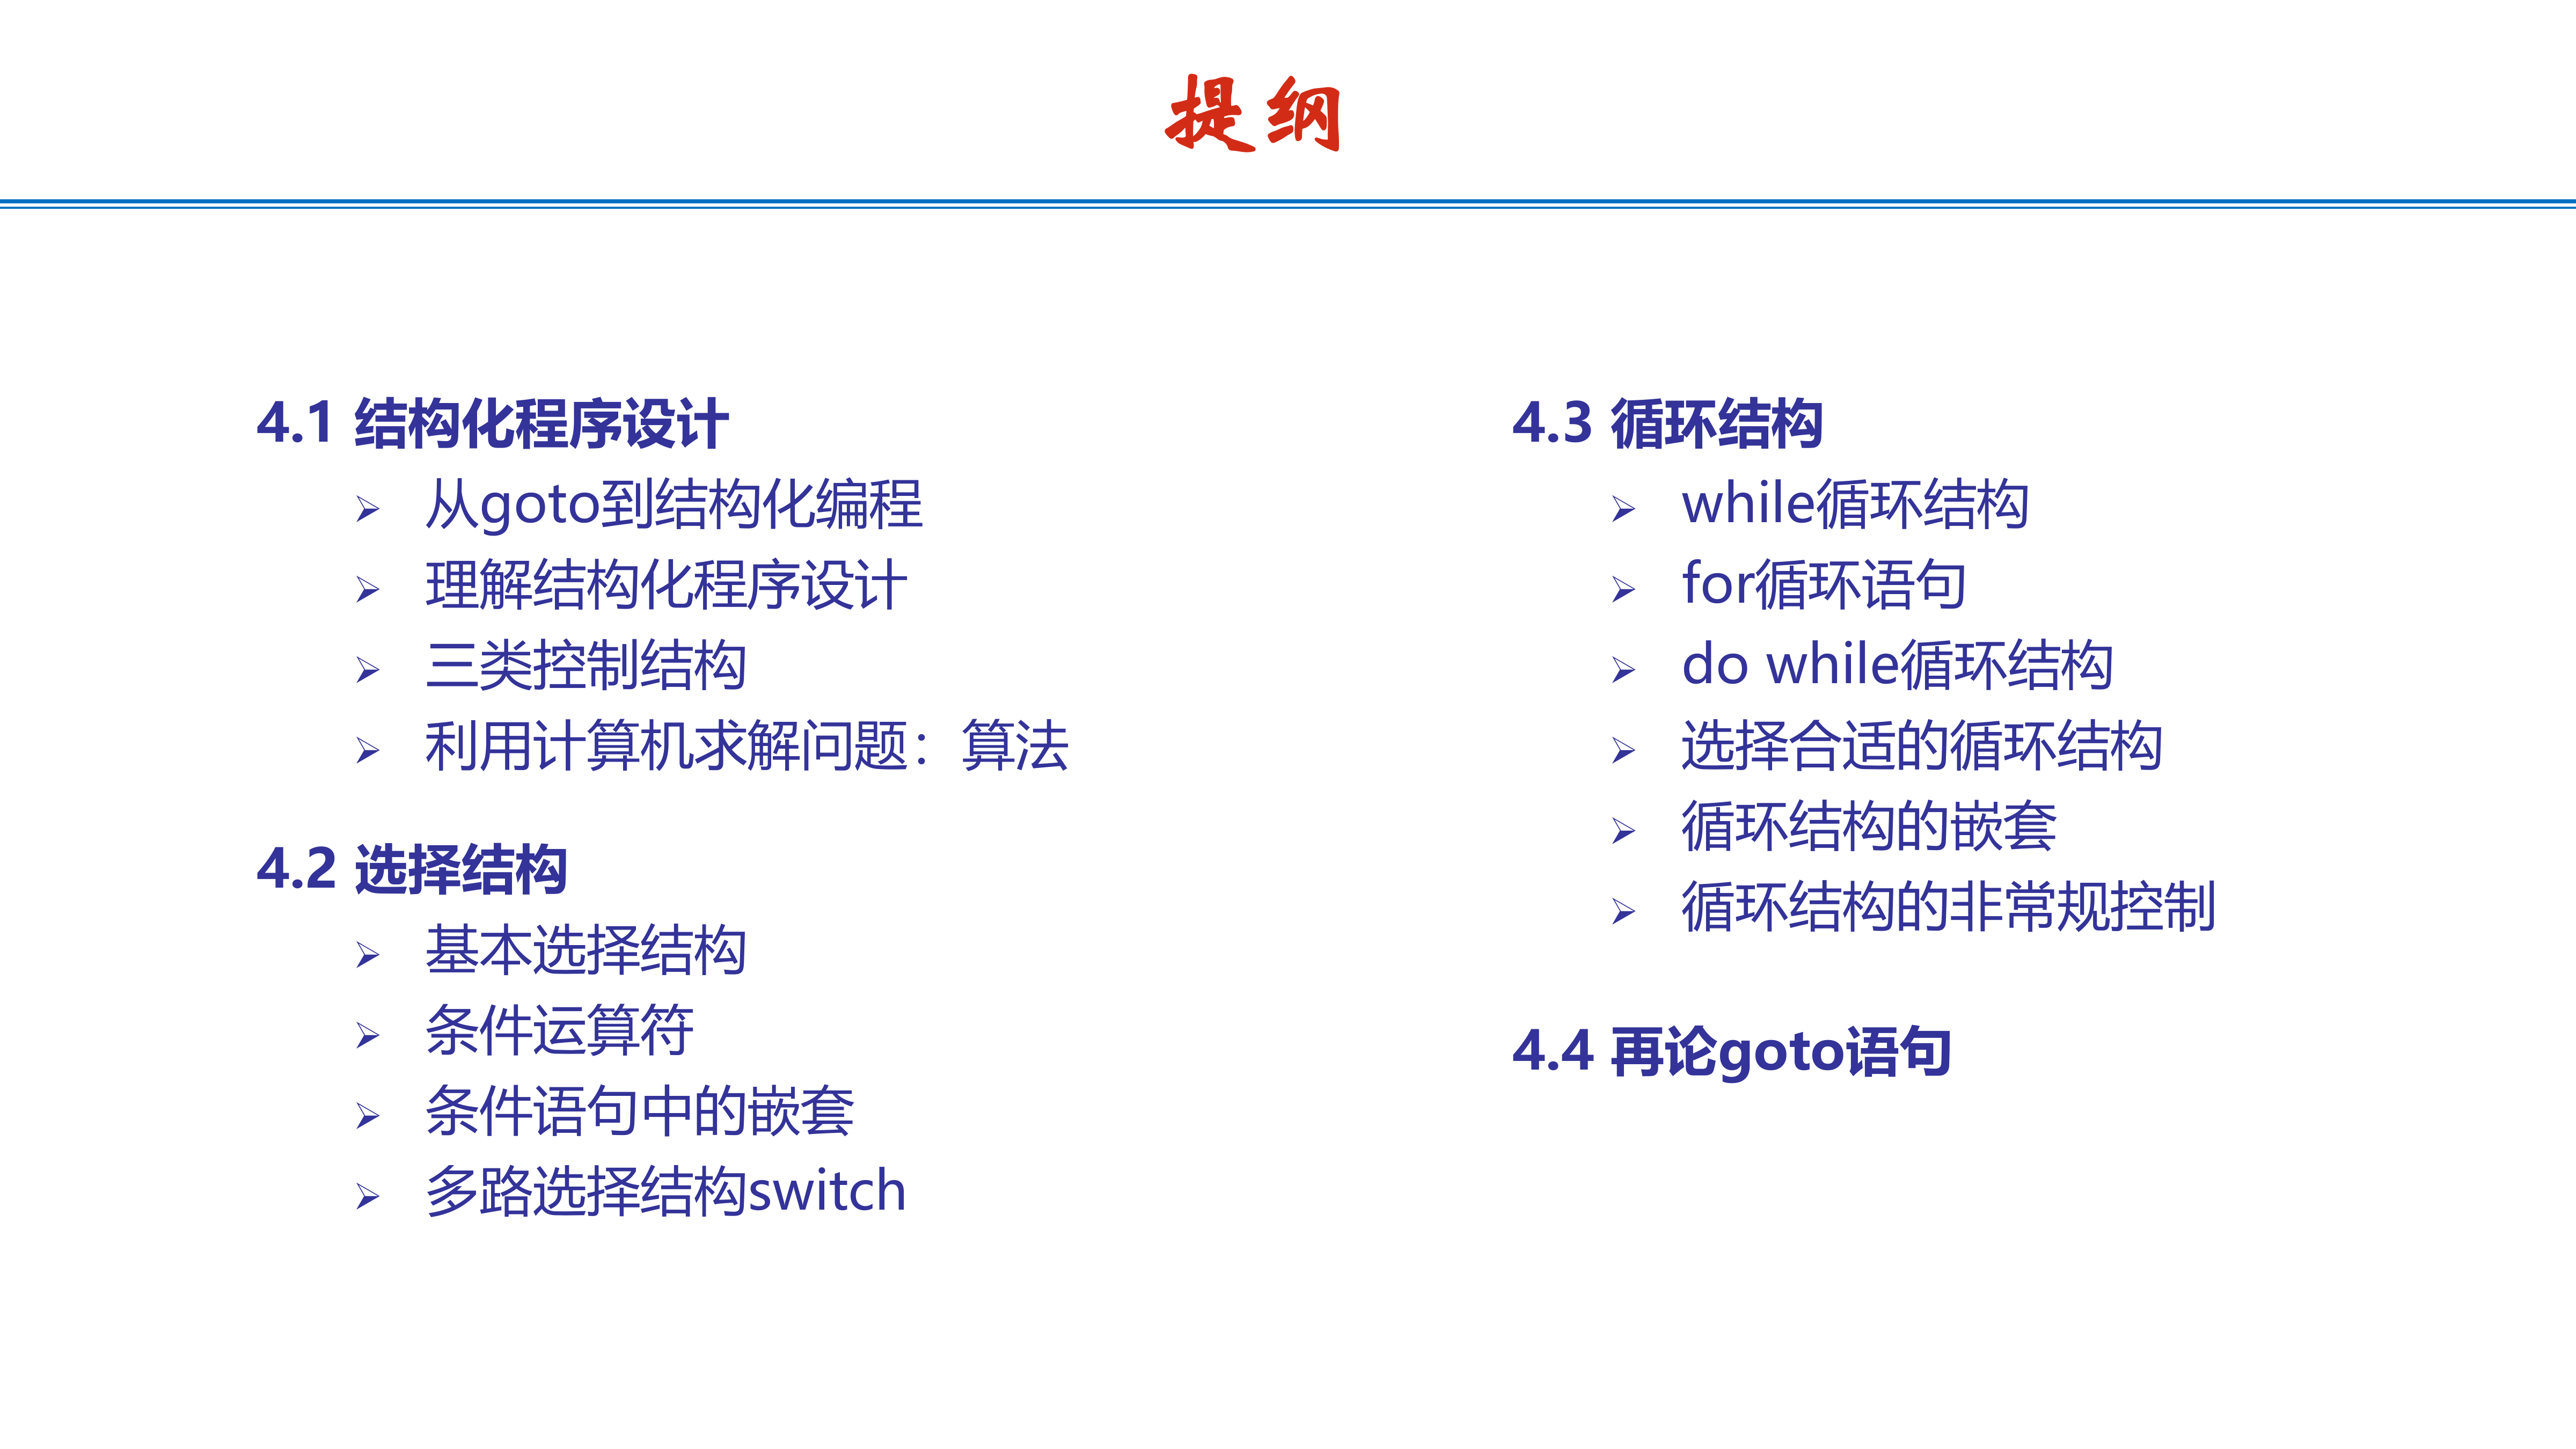 提纲
4.1 结构化程序设计
➢ 从goto到结构化编程
➢ 理解结构化程序设计
➢ 三类控制结构
➢ 利用计算机求解问题：算法
4.2 选择结构
➢ 基本选择结构
➢ 条件运算符
➢ 条件语句中的嵌套
➢ 多路选择结构switch
4.3 循环结构
➢ while循环结构
➢ for循环语句
➢ do while循环结构
➢ 选择合适的循环结构
➢ 循环结构的嵌套
➢ 循环结构的非常规控制
4.4 再论goto语句